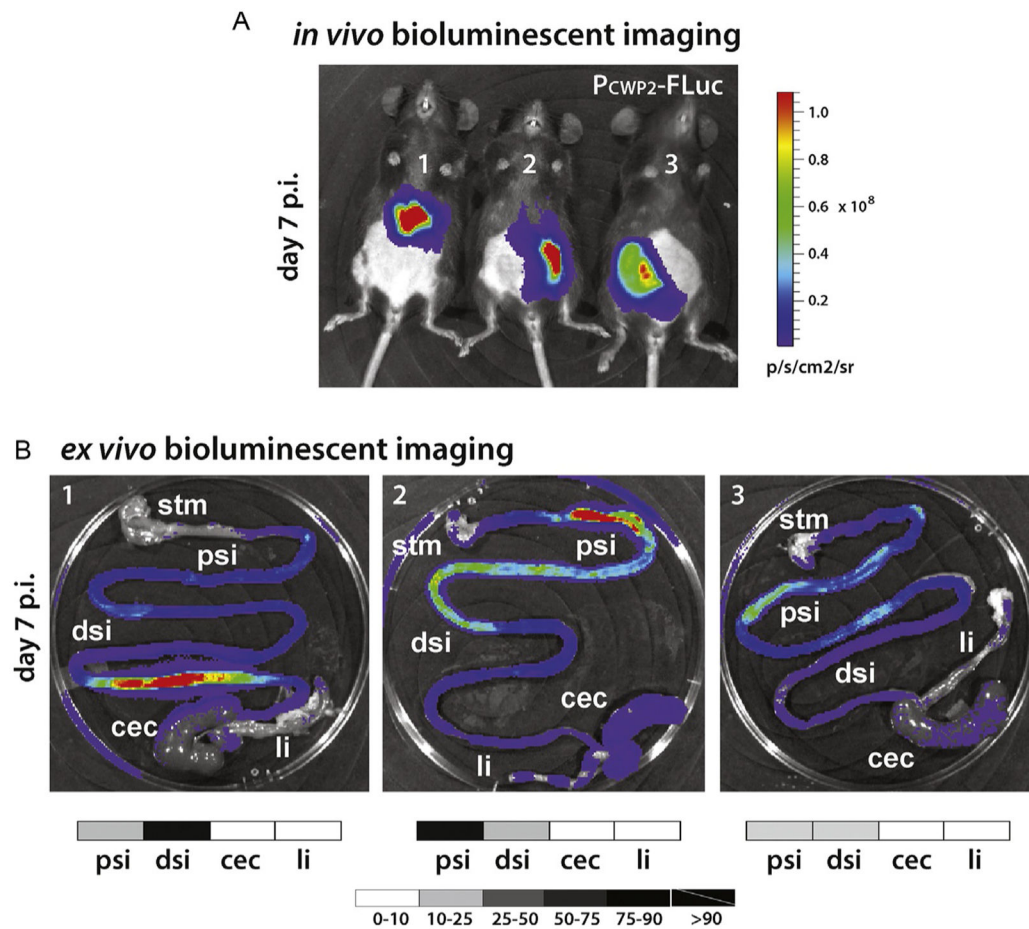 A in vivo bioluminescent imaging
PCWP2-FLuc
day 7 p.i.
1 2 3
1.0
0.8
0.6 x 10⁸
0.4
0.2
p/s/cm2/sr
B ex vivo bioluminescent imaging
day 7 p.i.
1
stm
psi
dsi
cec
li
2
stm
psi
dsi
cec
li
3
stm
psi
li
dsi
cec
psi dsi cec li
psi dsi cec li
psi dsi cec li
0-10 10-25 25-50 50-75 75-90 >90